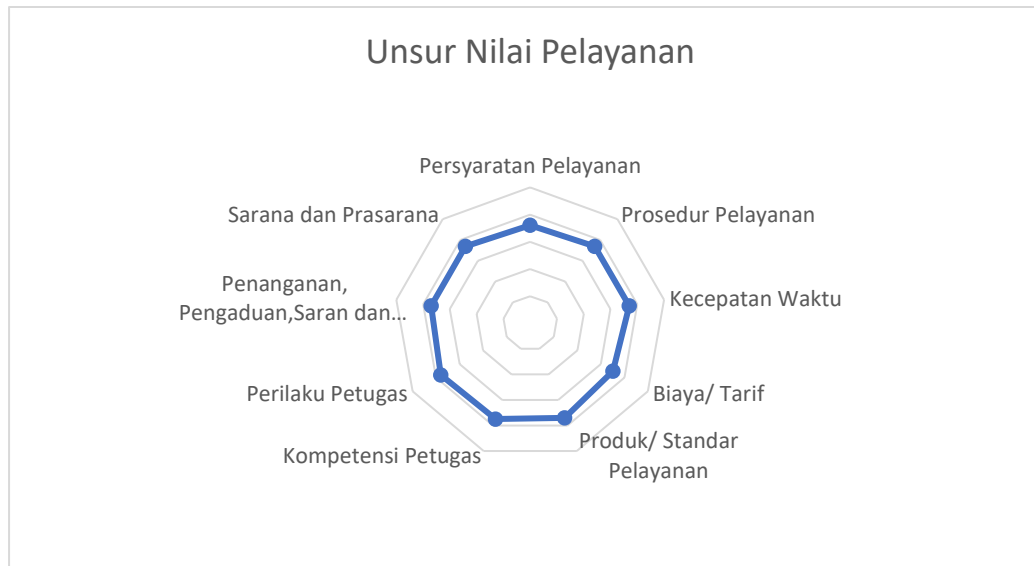 Unsur Nilai Pelayanan
Persyaratan Pelayanan
Prosedur Pelayanan
Kecepatan Waktu
Biaya/ Tarif
Produk/ Standar
Pelayanan
Kompetensi Petugas
Perilaku Petugas
Penanganan,
Pengaduan,Saran dan...
Sarana dan Prasarana